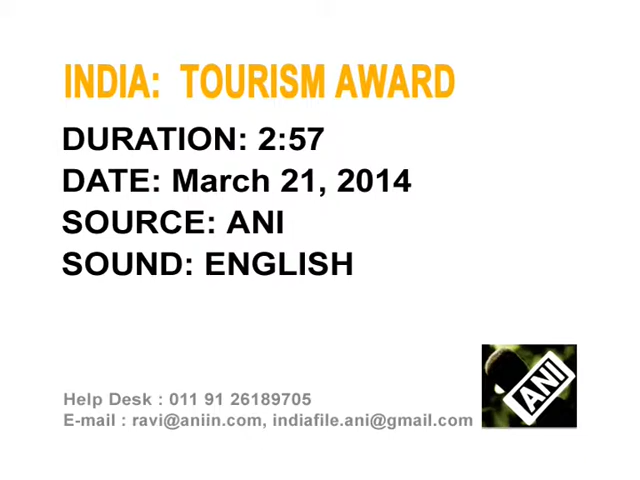 INDIA: TOURISM AWARD
DURATION: 2:57
DATE: March 21, 2014
SOURCE: ANI
SOUND: ENGLISH
Help Desk : 011 91 26189705
E-mail : ravi@aniin.com, indiafile.ani@gmail.com
ANI